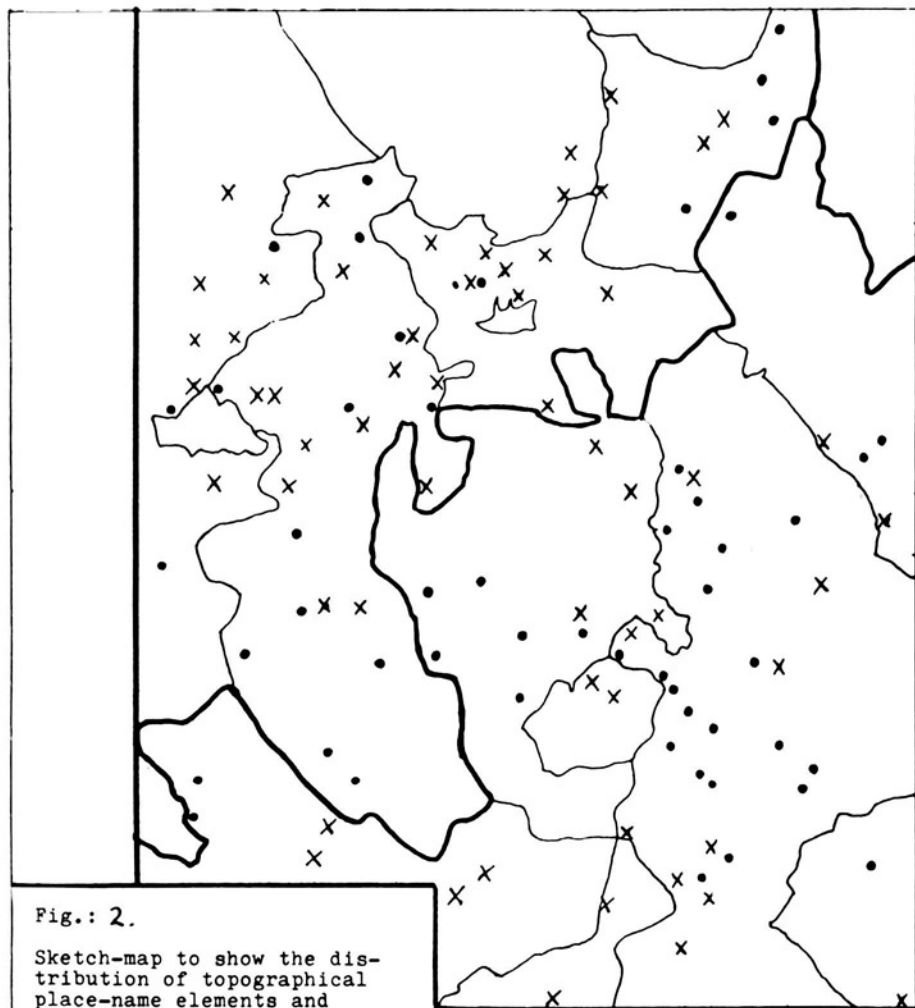 Fig.: 2.
Sketch-map to show the dis-
tribution of topographical
place-name elements and